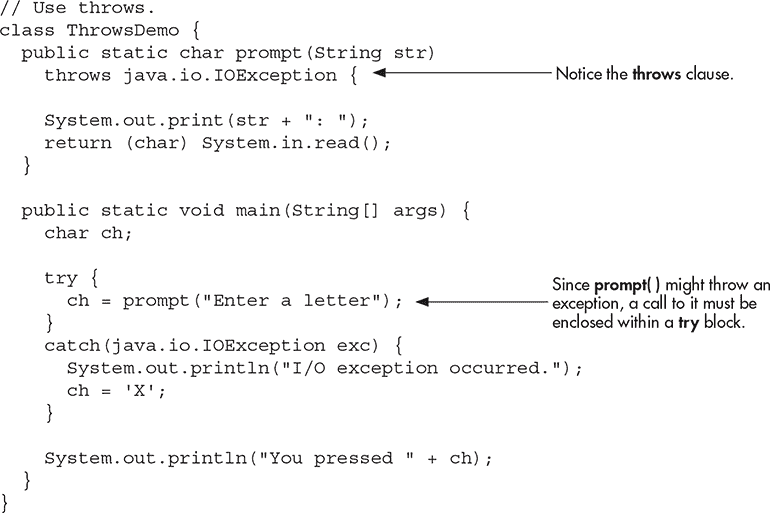 // Use throws.
class ThrowsDemo {
  public static char prompt(String str)
    throws java.io.IOException {
Notice the throws clause.
    System.out.print(str + ": ");
    return (char) System.in.read();
  }
  public static void main(String[] args) {
    char ch;
    try {
      ch = prompt("Enter a letter");
Since prompt( ) might throw an
exception, a call to it must be
enclosed within a try block.
    }
    catch(java.io.IOException exc) {
      System.out.println("I/O exception occurred.");
      ch = 'X';
    }
    System.out.println("You pressed " + ch);
  }
}